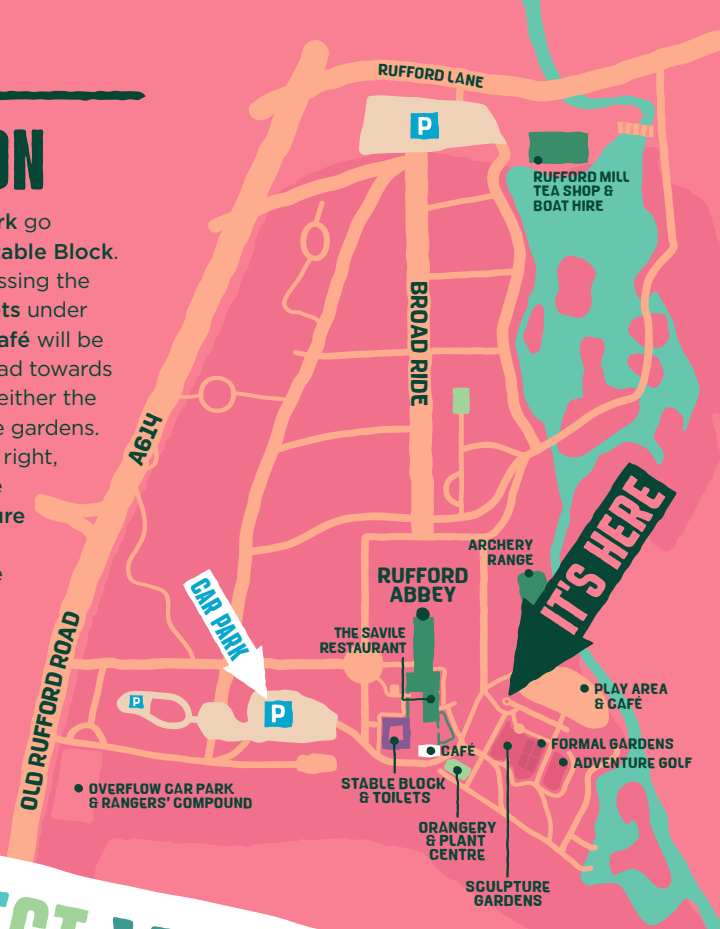 ON
rk go
table Block.
ssing the
ts under
afé will be
ad towards
either the
e gardens.
right,
e
ure
e
RUFFORD LANE
P
RUFFORD MILL
TEA SHOP &
BOAT HIRE
BROAD RIDE
A614
ARCHERY
RANGE
IT'S HERE
RUFFORD
ABBEY
CAR PARK
THE SAVILE
RESTAURANT
OLD RUFFORD ROAD
P
P
PLAY AREA
& CAFÉ
FORMAL GARDENS
ADVENTURE GOLF
CAFÉ
OVERFLOW CAR PARK
& RANGERS' COMPOUND
STABLE BLOCK
& TOILETS
ORANGERY
& PLANT
CENTRE
SCULPTURE
GARDENS
CT